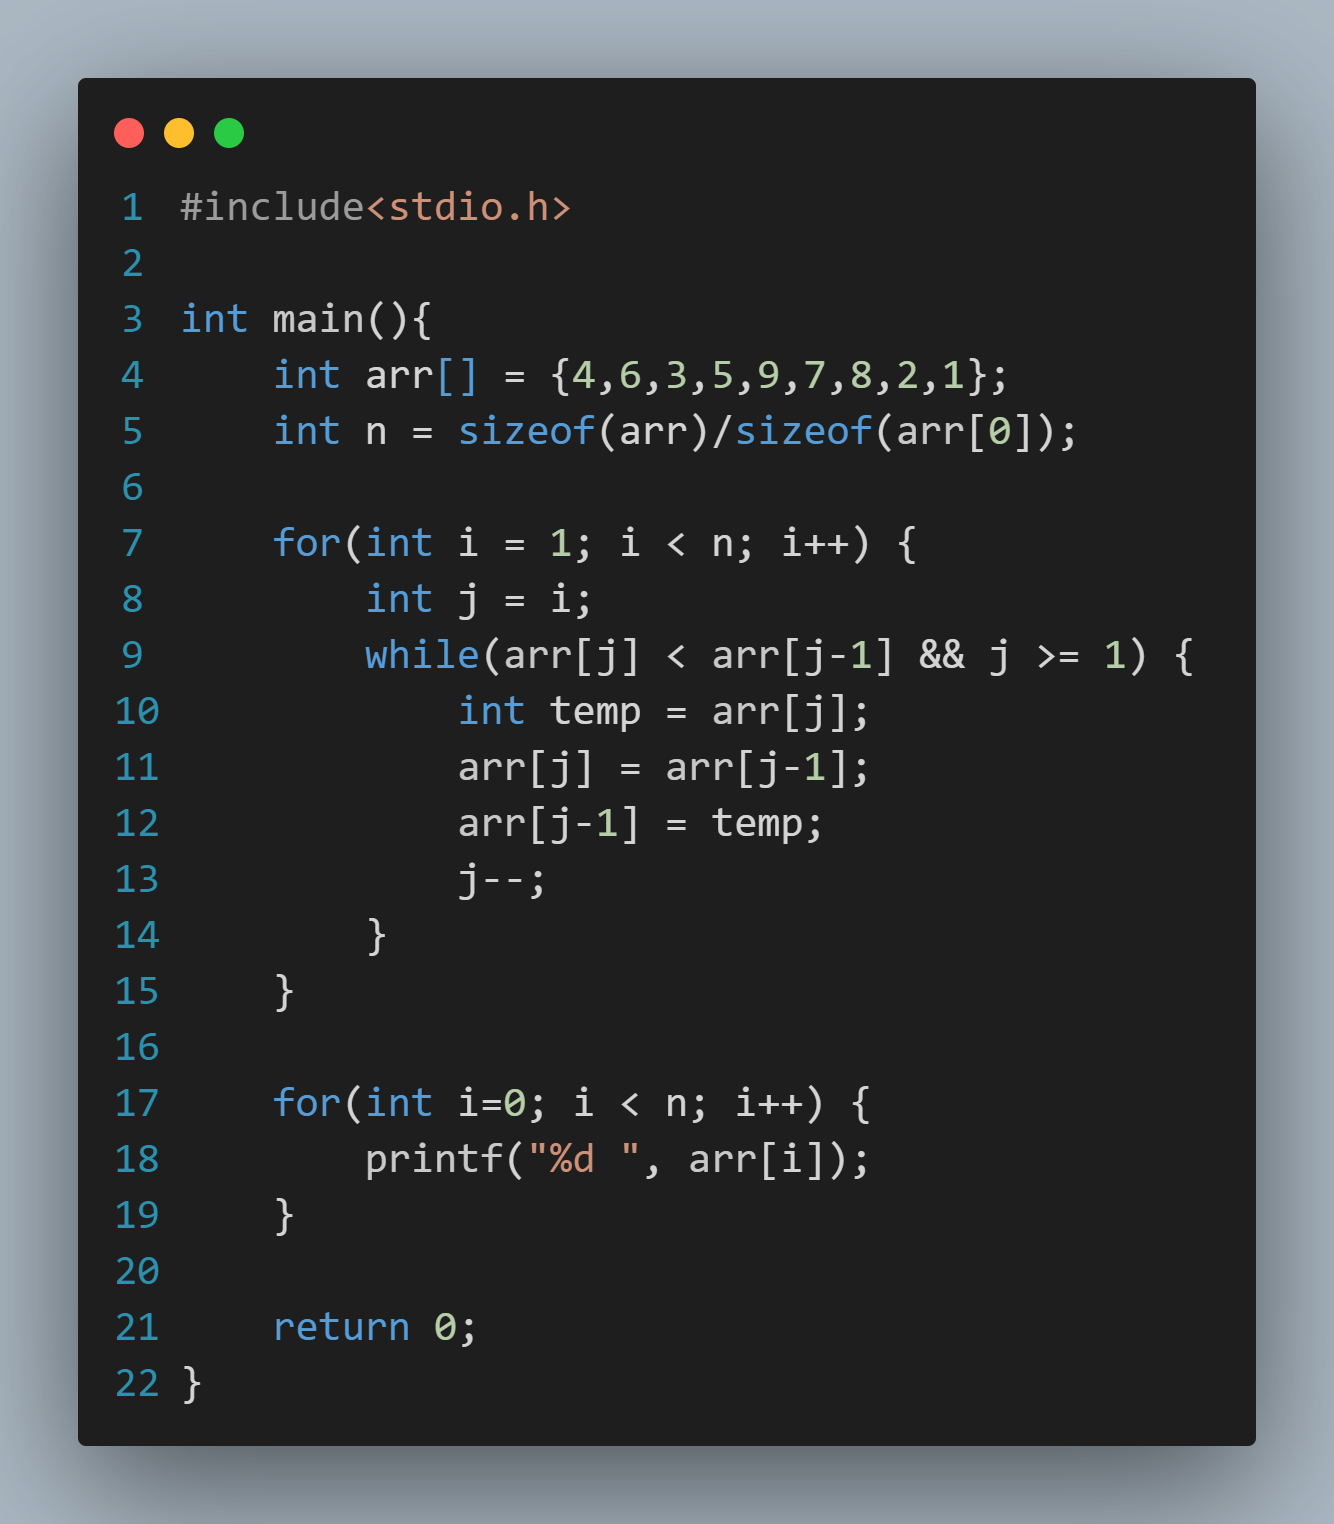 1 #include<stdio.h>
2
3 int main(){
4     int arr[] = {4,6,3,5,9,7,8,2,1};
5     int n = sizeof(arr)/sizeof(arr[0]);
6
7     for(int i = 1; i < n; i++) {
8         int j = i;
9         while(arr[j] < arr[j-1] && j >= 1) {
10             int temp = arr[j];
11             arr[j] = arr[j-1];
12             arr[j-1] = temp;
13             j--;
14         }
15     }
16
17     for(int i=0; i < n; i++) {
18         printf("%d ", arr[i]);
19     }
20
21     return 0;
22 }